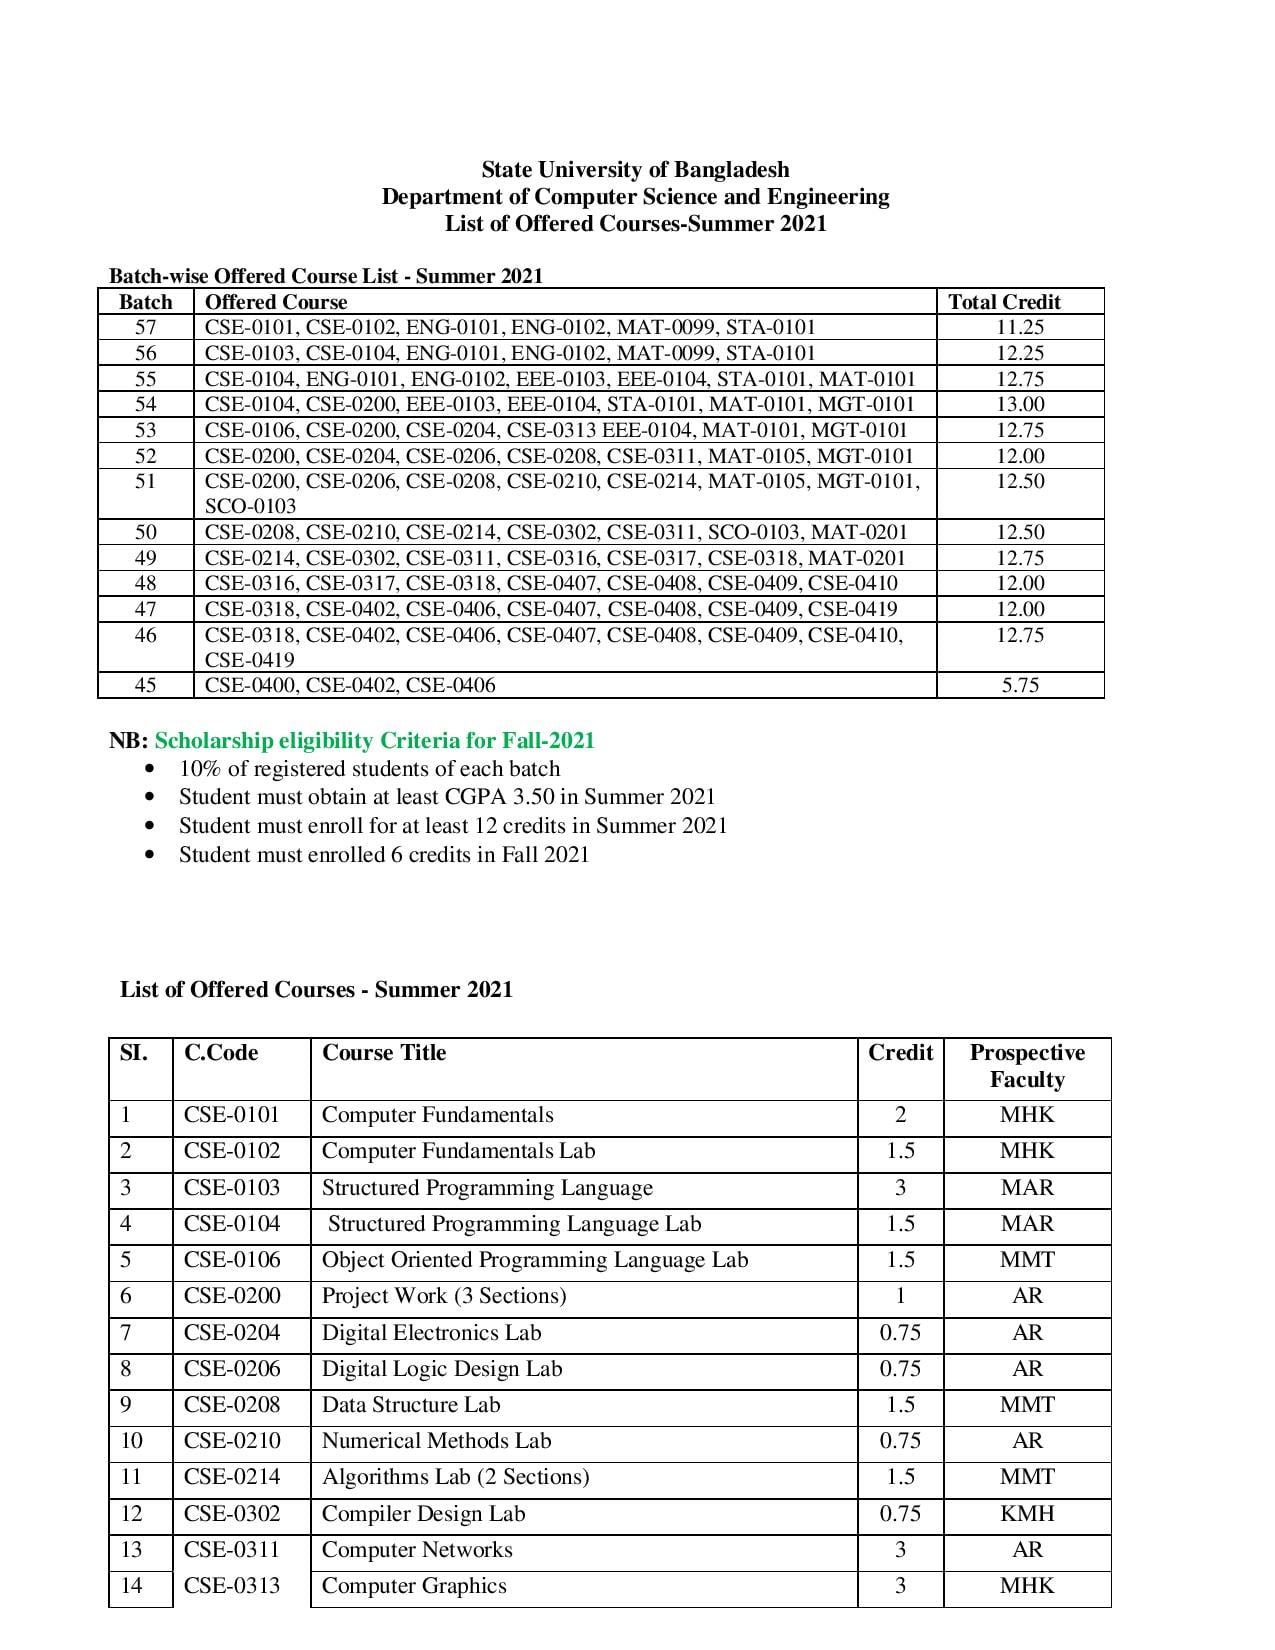 State University of Bangladesh
Department of Computer Science and Engineering
List of Offered Courses-Summer 2021
Batch-wise Offered Course List - Summer 2021
Batch Offered Course Total Credit
57 CSE-0101, CSE-0102, ENG-0101, ENG-0102, MAT-0099, STA-0101 11.25
56 CSE-0103, CSE-0104, ENG-0101, ENG-0102, MAT-0099, STA-0101 12.25
55 CSE-0104, ENG-0101, ENG-0102, EEE-0103, EEE-0104, STA-0101, MAT-0101 12.75
54 CSE-0104, CSE-0200, EEE-0103, EEE-0104, STA-0101, MAT-0101, MGT-0101 13.00
53 CSE-0106, CSE-0200, CSE-0204, CSE-0313 EEE-0104, MAT-0101, MGT-0101 12.75
52 CSE-0200, CSE-0204, CSE-0206, CSE-0208, CSE-0311, MAT-0105, MGT-0101 12.00
51 CSE-0200, CSE-0206, CSE-0208, CSE-0210, CSE-0214, MAT-0105, MGT-0101, 12.50
SCO-0103
50 CSE-0208, CSE-0210, CSE-0214, CSE-0302, CSE-0311, SCO-0103, MAT-0201 12.50
49 CSE-0214, CSE-0302, CSE-0311, CSE-0316, CSE-0317, CSE-0318, MAT-0201 12.75
48 CSE-0316, CSE-0317, CSE-0318, CSE-0407, CSE-0408, CSE-0409, CSE-0410 12.00
47 CSE-0318, CSE-0402, CSE-0406, CSE-0407, CSE-0408, CSE-0409, CSE-0419 12.00
46 CSE-0318, CSE-0402, CSE-0406, CSE-0407, CSE-0408, CSE-0409, CSE-0410, 12.75
CSE-0419
45 CSE-0400, CSE-0402, CSE-0406 5.75
NB: Scholarship eligibility Criteria for Fall-2021
• 10% of registered students of each batch
• Student must obtain at least CGPA 3.50 in Summer 2021
• Student must enroll for at least 12 credits in Summer 2021
• Student must enrolled 6 credits in Fall 2021
List of Offered Courses - Summer 2021
SI. C.Code Course Title Credit Prospective
Faculty
1 CSE-0101 Computer Fundamentals 2 MHK
2 CSE-0102 Computer Fundamentals Lab 1.5 MHK
3 CSE-0103 Structured Programming Language 3 MAR
4 CSE-0104 Structured Programming Language Lab 1.5 MAR
5 CSE-0106 Object Oriented Programming Language Lab 1.5 MMT
6 CSE-0200 Project Work (3 Sections) 1 AR
7 CSE-0204 Digital Electronics Lab 0.75 AR
8 CSE-0206 Digital Logic Design Lab 0.75 AR
9 CSE-0208 Data Structure Lab 1.5 MMT
10 CSE-0210 Numerical Methods Lab 0.75 AR
11 CSE-0214 Algorithms Lab (2 Sections) 1.5 MMT
12 CSE-0302 Compiler Design Lab 0.75 KMH
13 CSE-0311 Computer Networks 3 AR
14 CSE-0313 Computer Graphics 3 MHK